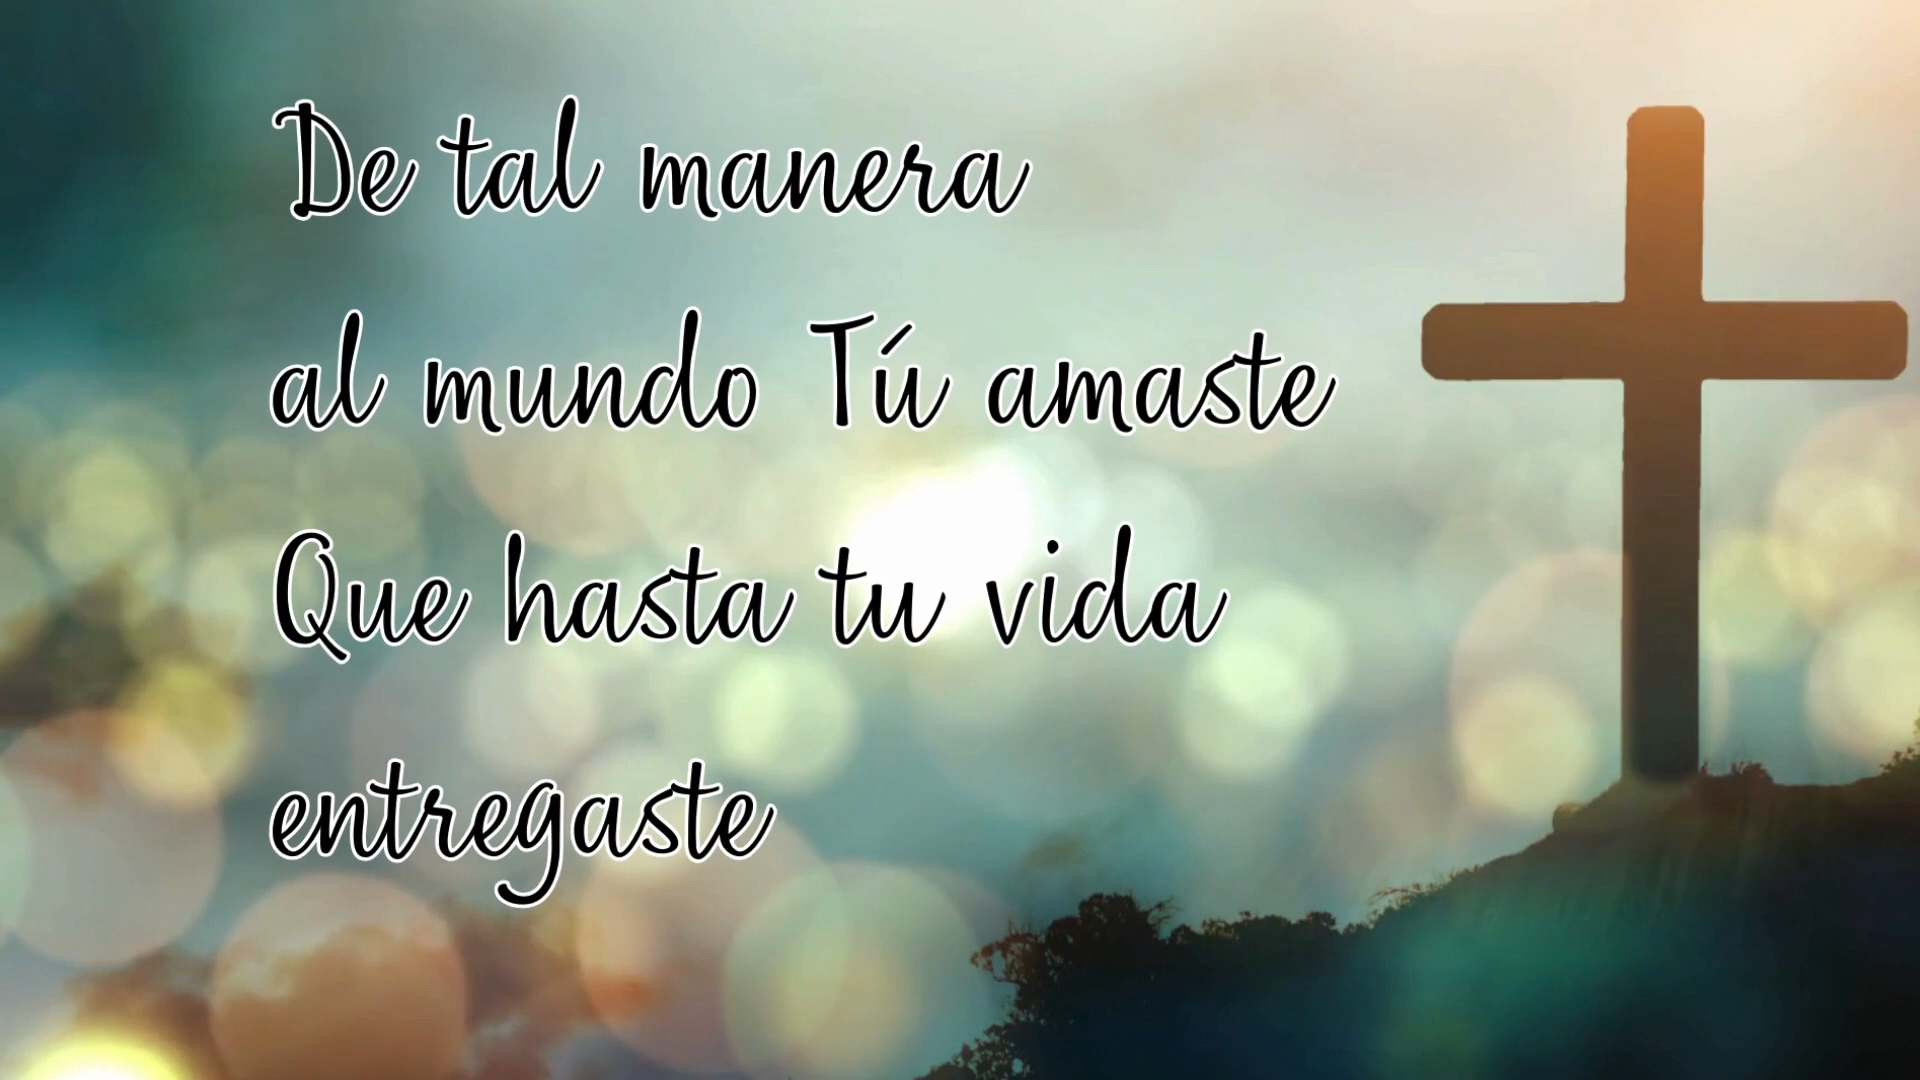 De tal manera
al mundo Tú amaste
Que hasta tu vida
entregaste